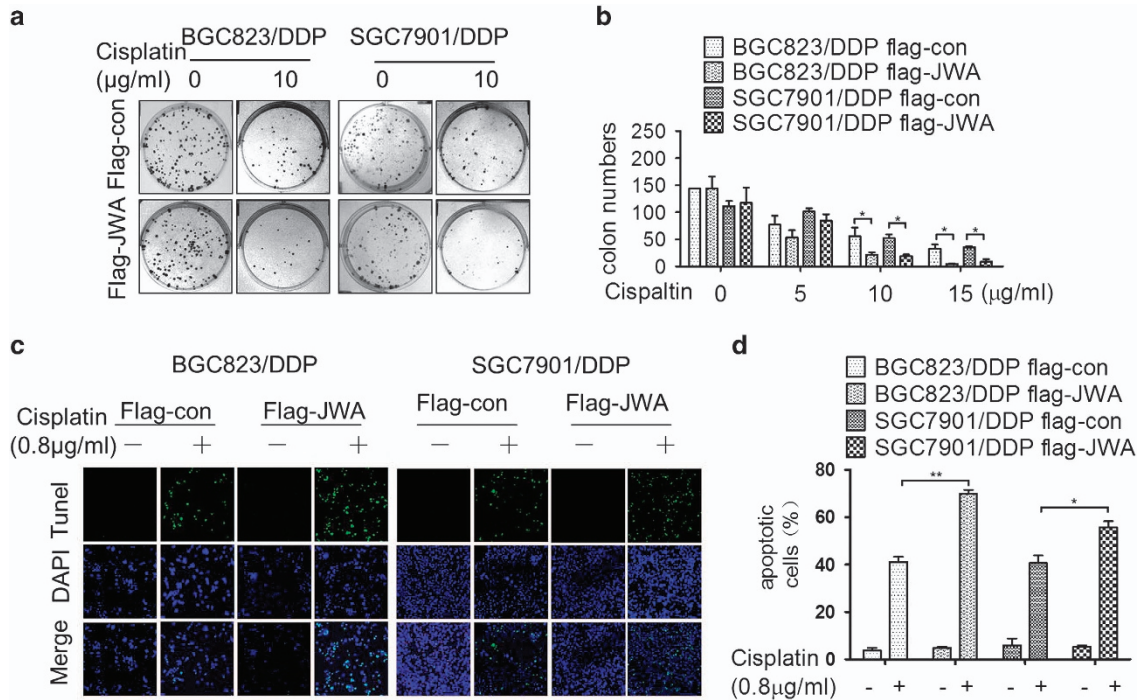 a
BGC823/DDP SGC7901/DDP
Cisplatin
(µg/ml) 0 10 0 10
Flag-con
Flag-JWA
b
BGC823/DDP flag-con
BGC823/DDP flag-JWA
SGC7901/DDP flag-con
SGC7901/DDP flag-JWA
colon numbers
250
200
150
100
50
0
* * * *
Cispaltin 0 5 10 15 (µg/ml)
c
BGC823/DDP SGC7901/DDP
Cisplatin Flag-con Flag-JWA Flag-con Flag-JWA
(0.8µg/ml) — + — + — + — +
Tunel
DAPI
Merge
d
BGC823/DDP flag-con
BGC823/DDP flag-JWA
SGC7901/DDP flag-con
SGC7901/DDP flag-JWA
apoptotic
cells (%)
80
60
40
20
0
** *
Cisplatin
(0.8µg/ml) - + - + - + - +